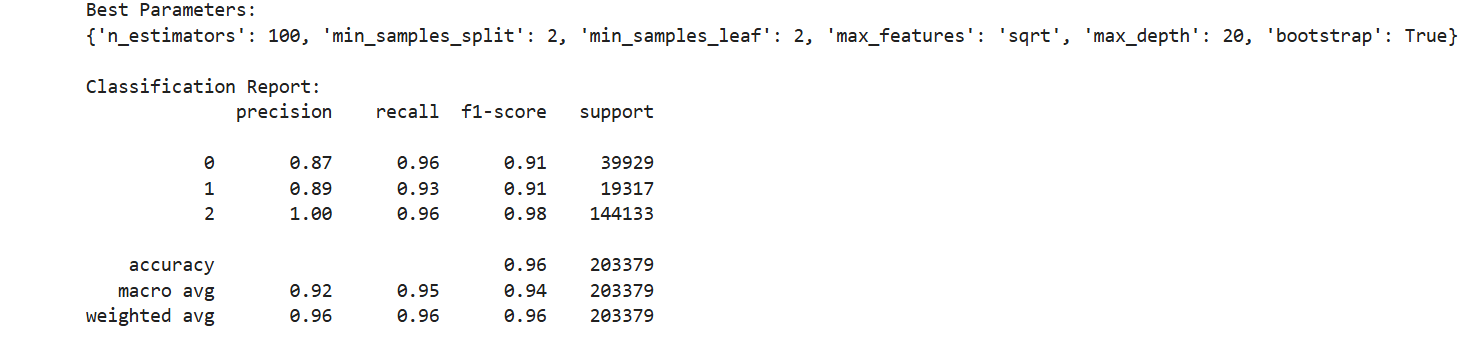 Best Parameters:
{'n_estimators': 100, 'min_samples_split': 2, 'min_samples_leaf': 2, 'max_features': 'sqrt', 'max_depth': 20, 'bootstrap': True}
Classification Report:
precision recall f1-score support
0 0.87 0.96 0.91 39929
1 0.89 0.93 0.91 19317
2 1.00 0.96 0.98 144133
accuracy 0.96 203379
macro avg 0.92 0.95 0.94 203379
weighted avg 0.96 0.96 0.96 203379